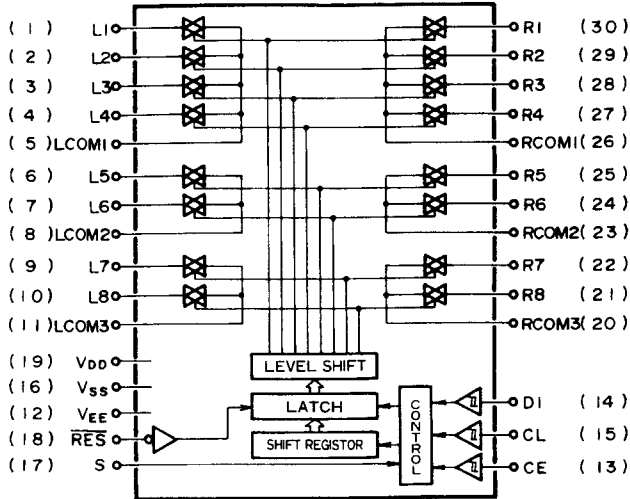 ( 1 ) L1 R1 (30)
( 2 ) L2 R2 (29)
( 3 ) L3 R3 (28)
( 4 ) L4 R4 (27)
( 5 ) LCOM1 RCOM1 (26)
( 6 ) L5 R5 (25)
( 7 ) L6 R6 (24)
( 8 ) LCOM2 RCOM2 (23)
( 9 ) L7 R7 (22)
(10) L8 R8 (21)
(11) LCOM3 RCOM3 (20)
(19) VDD LEVEL SHIFT
(16) VSS
(12) VEE LATCH CONTROL DI (14)
(18) RES SHIFT REGISTOR CL (15)
(17) S CE (13)